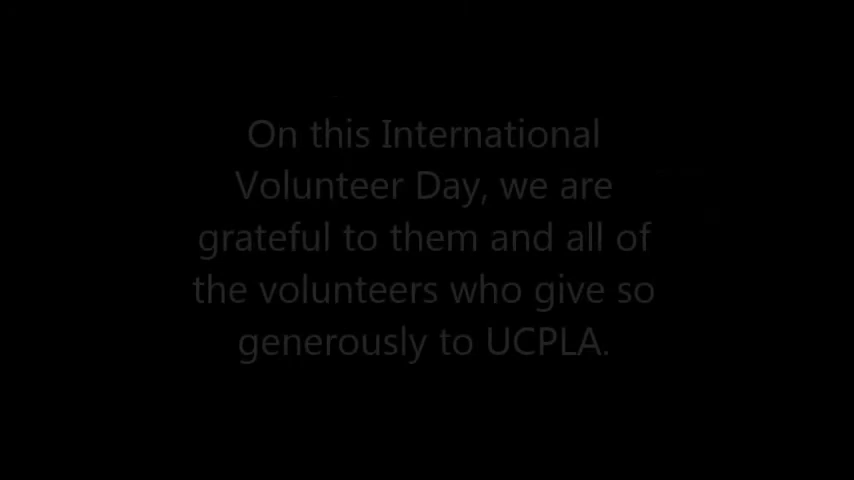 On this International
Volunteer Day, we are
grateful to them and all of
the volunteers who give so
generously to UCPLA.